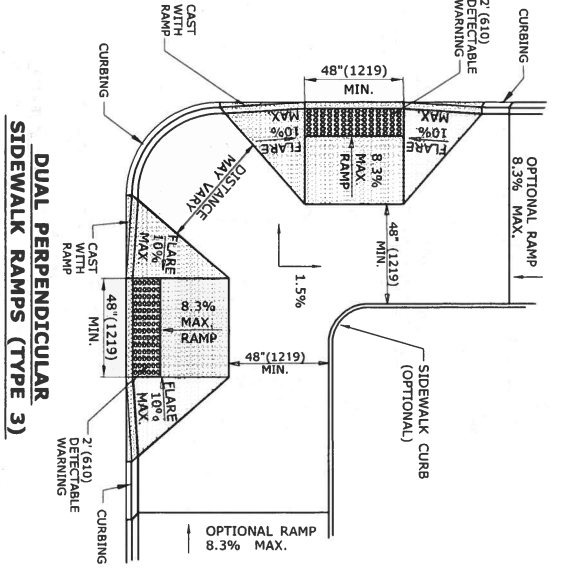 CURBING
2' (610)
DETECTABLE
WARNING
CAST
WITH
RAMP
CURBING
48"(1219)
MIN.
FLARE
10%
MAX
8.3%
MAX.
RAMP
FLARE
10%
MAX
OPTIONAL RAMP
8.3% MAX.
DISTANCE
MAY VARY
48"
(1219)
1.5%
CAST
WITH
RAMP
FLARE
10%
MAX.
48"(1219)
MIN.
8.3%
MAX.
RAMP
FLARE
10%
MAX.
48"(1219)
MIN.
SIDEWALK CURB
(OPTIONAL)
2' (610)
DETECTABLE
WARNING
CURBING
OPTIONAL RAMP
8.3% MAX.
DUAL PERPENDICULAR
SIDEWALK RAMPS (TYPE 3)